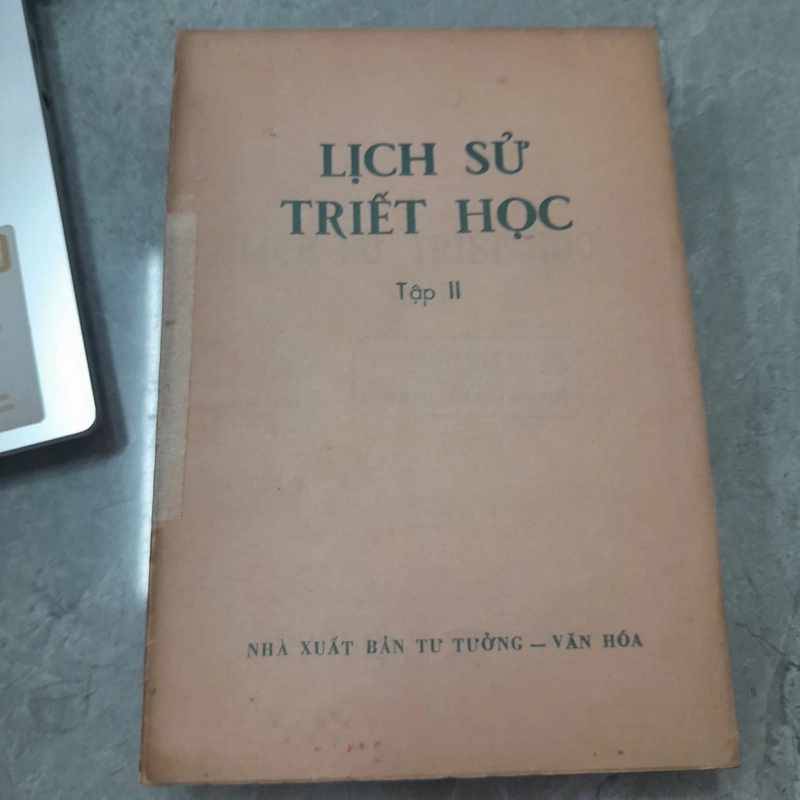 LỊCH SỬ
TRIẾT HỌC
Tập II
NHÀ XUẤT BẢN TƯ TƯỞNG — VĂN HÓA